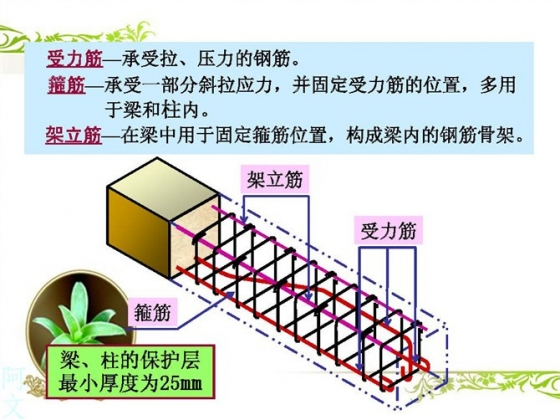 受力筋—承受拉、压力的钢筋。
箍筋—承受一部分斜拉应力，并固定受力筋的位置，多用
于梁和柱内。
架立筋—在梁中用于固定箍筋位置，构成梁内的钢筋骨架。
架立筋
受力筋
箍筋
梁、柱的保护层
最小厚度为25mm
阿文